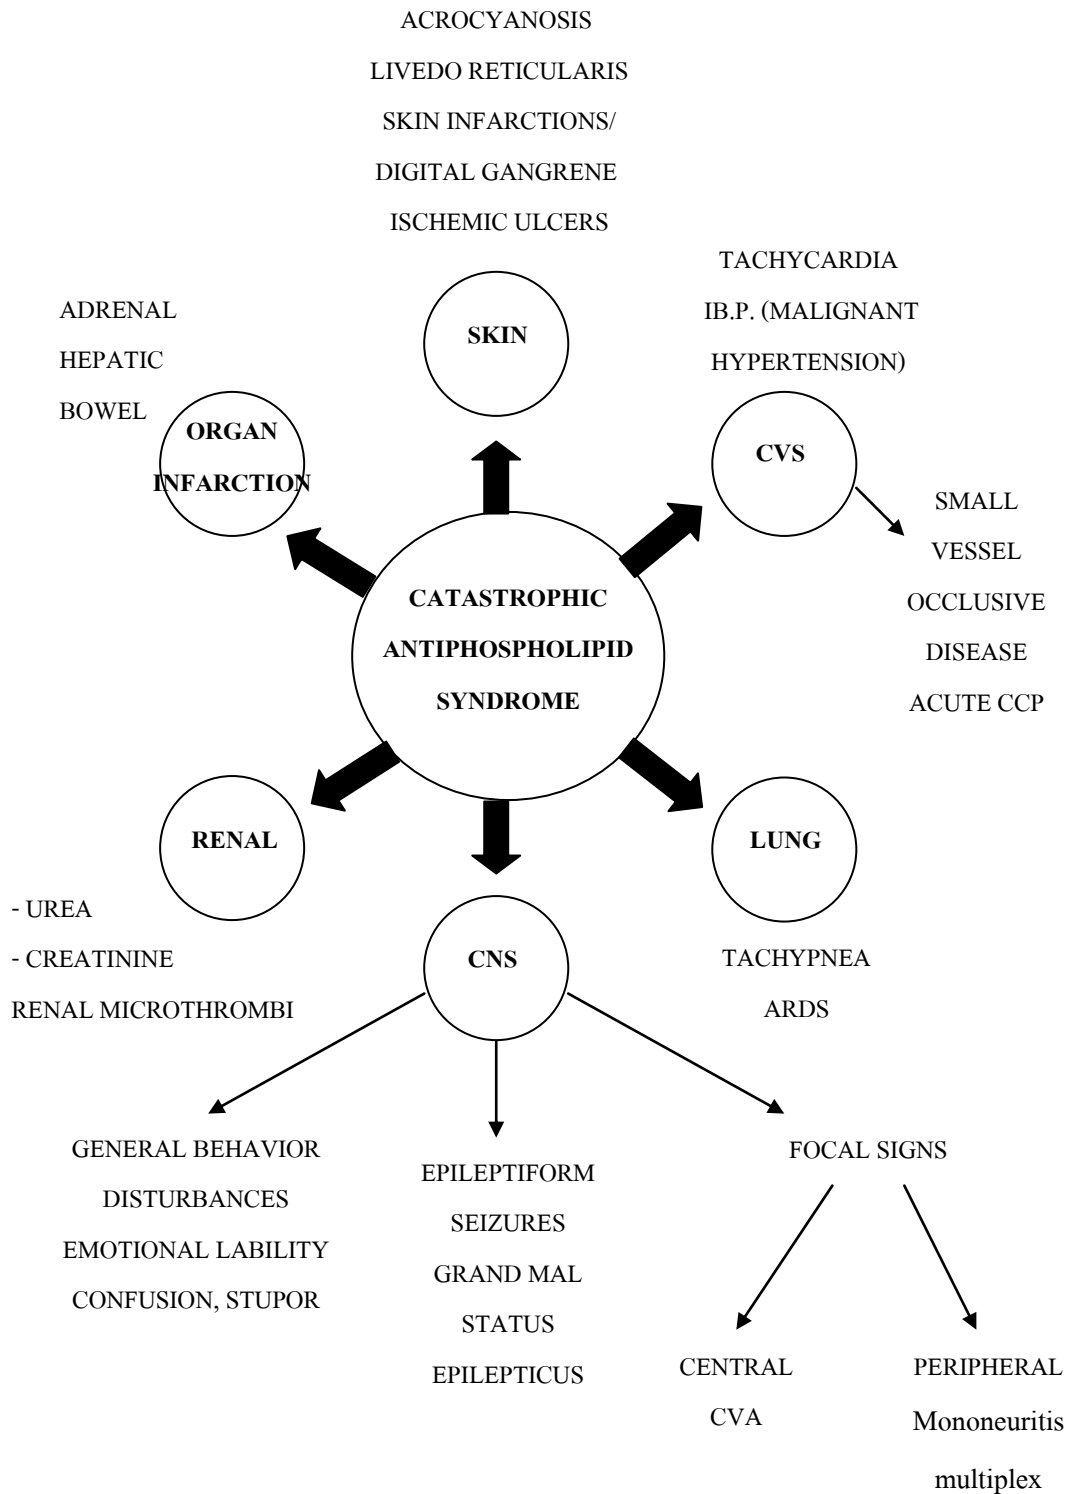 ACROCYANOSIS
LIVEDO RETICULARIS
SKIN INFARCTIONS/
DIGITAL GANGRENE
ISCHEMIC ULCERS
SKIN
TACHYCARDIA
IB.P. (MALIGNANT
HYPERTENSION)
CVS
SMALL
VESSEL
OCCLUSIVE
DISEASE
ACUTE CCP
ADRENAL
HEPATIC
BOWEL
ORGAN
INFARCTION
CATASTROPHIC
ANTIPHOSPHOLIPID
SYNDROME
RENAL
- UREA
- CREATININE
RENAL MICROTHROMBI
LUNG
TACHYPNEA
ARDS
CNS
GENERAL BEHAVIOR
DISTURBANCES
EMOTIONAL LABILITY
CONFUSION, STUPOR
EPILEPTIFORM
SEIZURES
GRAND MAL
STATUS
EPILEPTICUS
FOCAL SIGNS
CENTRAL
CVA
PERIPHERAL
Mononeuritis
multiplex